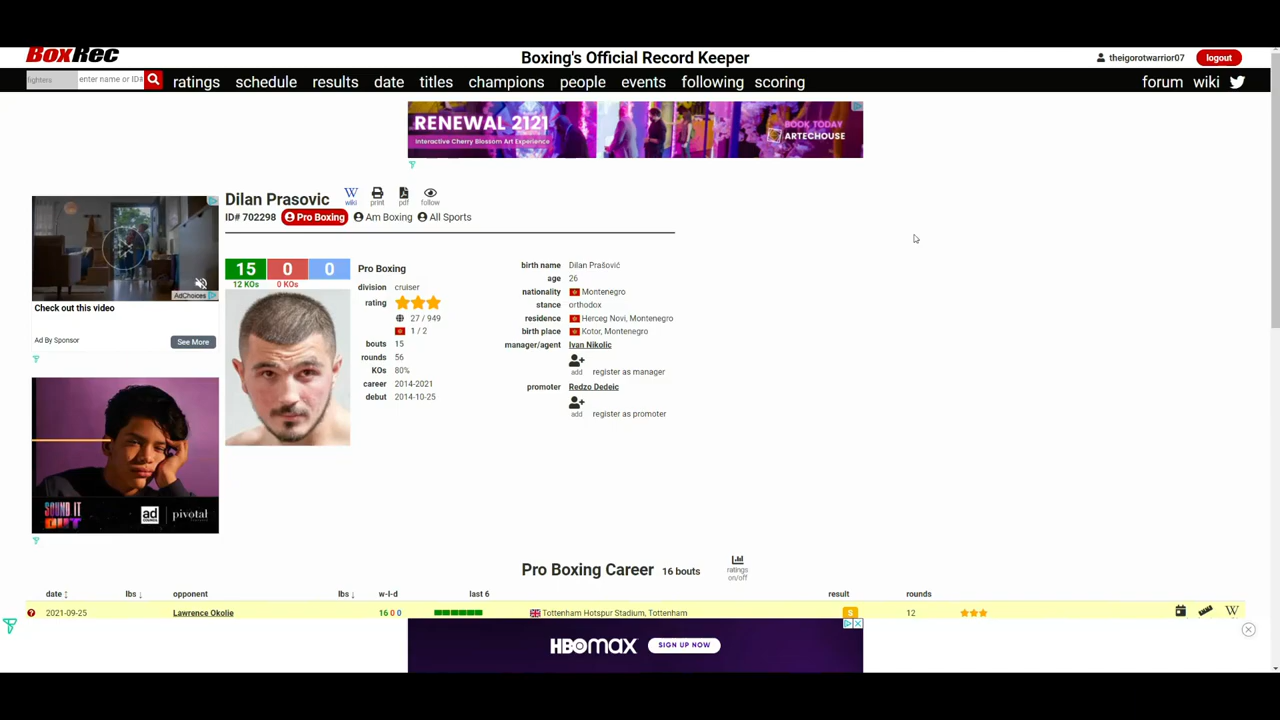 BoxRec
Boxing's Official Record Keeper
theigorotwarrior07
logout
fighters
enter name or ID#
ratings schedule results date titles champions people events following scoring
forum wiki
RENEWAL 2121
Interactive Cherry Blossom Art Experience
BOOK TODAY
ARTECHOUSE
Dilan Prasovic
W
wiki print pdf follow
ID# 702298 Pro Boxing Am Boxing All Sports
15 0 0
12 KOs 0 KOs
Pro Boxing
division cruiser
rating
27 / 949
1 / 2
bouts 15
rounds 56
KOs 80%
career 2014-2021
debut 2014-10-25
birth name Dilan Prašović
age 26
nationality Montenegro
stance orthodox
residence Herceg Novi, Montenegro
birth place Kotor, Montenegro
manager/agent Ivan Nikolic
add register as manager
promoter Redzo Dedeic
add register as promoter
AdChoices
Check out this video
Ad By Sponsor
See More
SOUND IT
OUT
ad
COUNCIL
pivotal
Pro Boxing Career 16 bouts
ratings
on/off
date lbs opponent lbs w-l-d last 6 result rounds
2021-09-25 Lawrence Okolie 16 0 0 Tottenham Hotspur Stadium, Tottenham S 12 W
HBOMAX SIGN UP NOW